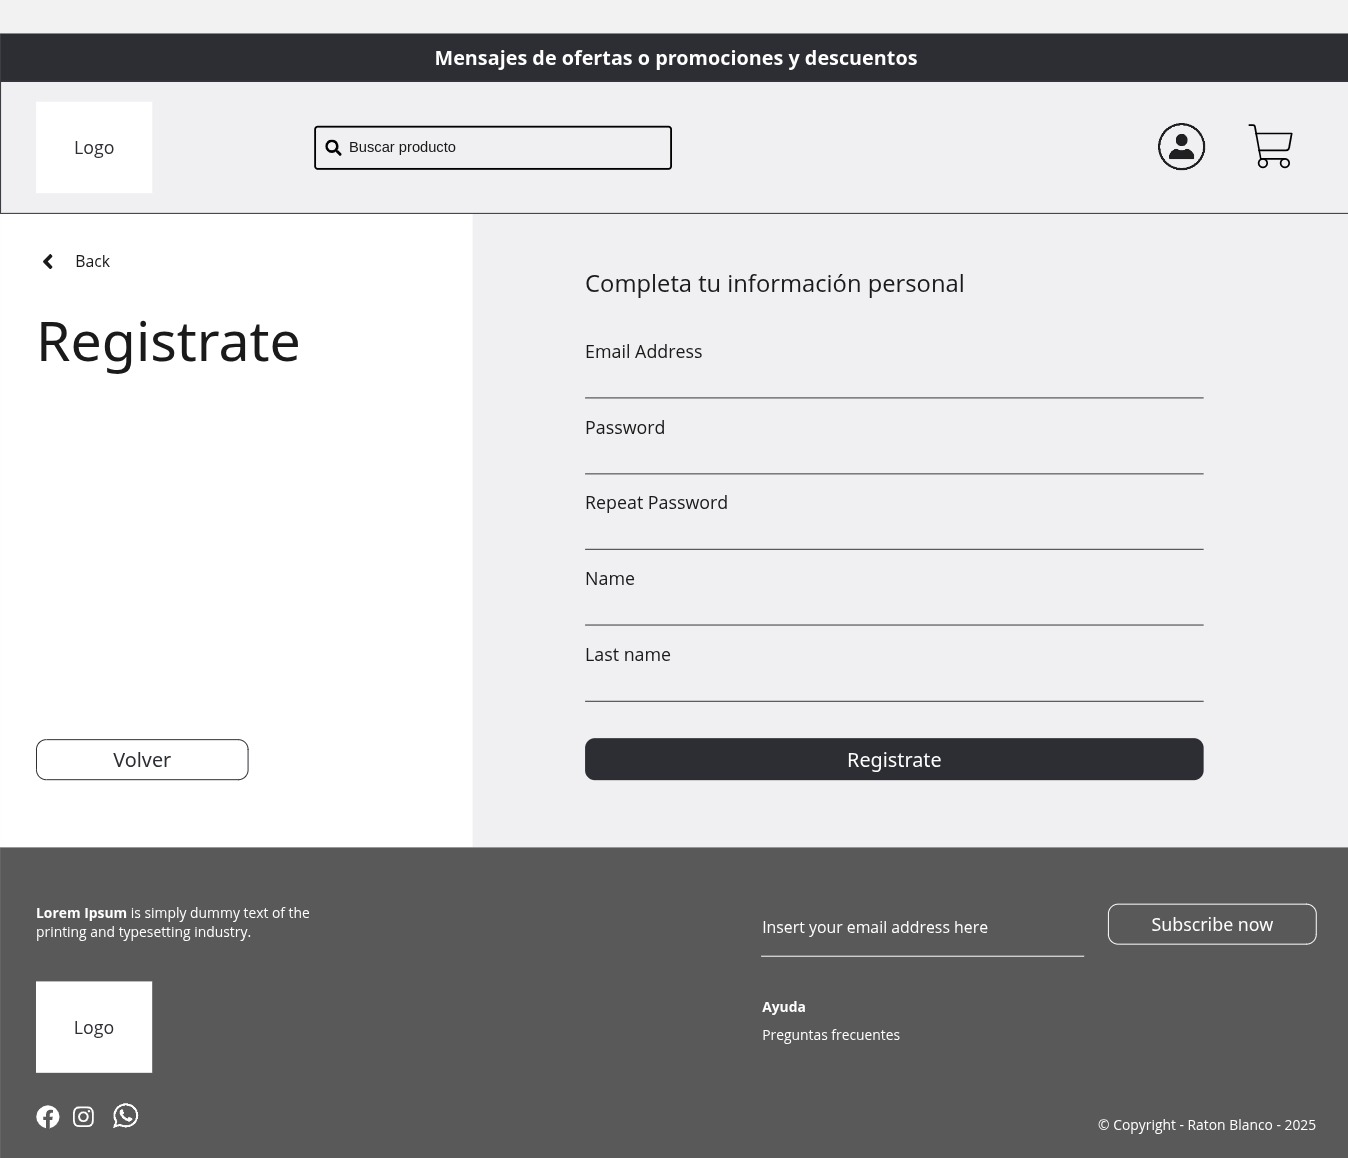 Mensajes de ofertas o promociones y descuentos
Logo
Buscar producto
Back
Registrate
Completa tu información personal
Email Address
Password
Repeat Password
Name
Last name
Volver
Registrate
Lorem Ipsum is simply dummy text of the
printing and typesetting industry.
Insert your email address here
Subscribe now
Logo
Ayuda
Preguntas frecuentes
© Copyright - Raton Blanco - 2025